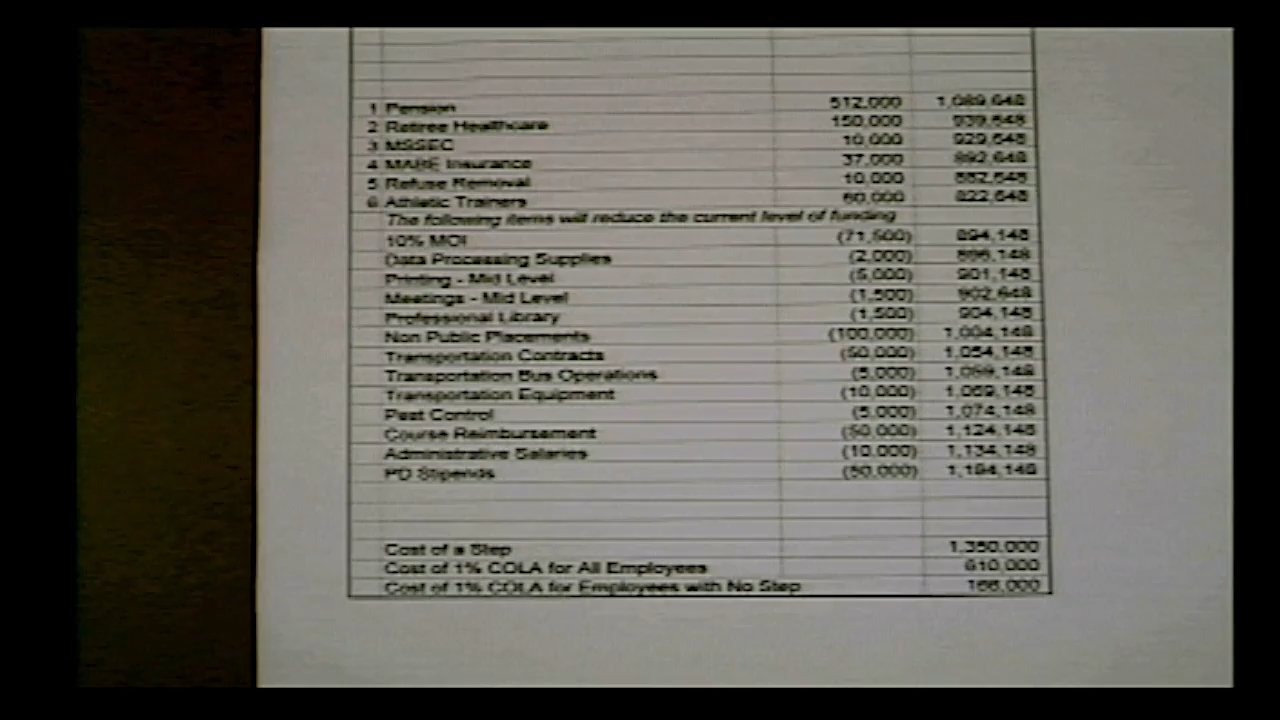 1 Pension 512,000 1,089,648
2 Retiree Healthcare 150,000 939,648
3 MSSEC 10,000 929,648
4 MABE Insurance 37,000 892,648
5 Refuse Removal 10,000 882,648
6 Athletic Trainers 60,000 822,648
The following items will reduce the current level of funding
10% MOI (71,500) 894,148
Data Processing Supplies (2,000) 896,148
Printing - Mid Level (5,000) 901,148
Meetings - Mid Level (1,500) 902,648
Professional Library (1,500) 904,148
Non Public Placements (100,000) 1,004,148
Transportation Contracts (50,000) 1,054,148
Transportation Bus Operations (5,000) 1,059,148
Transportation Equipment (10,000) 1,069,148
Pest Control (5,000) 1,074,148
Course Reimbursement (50,000) 1,124,148
Administrative Salaries (10,000) 1,134,148
PD Stipends (50,000) 1,184,148
Cost of a Step 1,350,000
Cost of 1% COLA for All Employees 610,000
Cost of 1% COLA for Employees with No Step